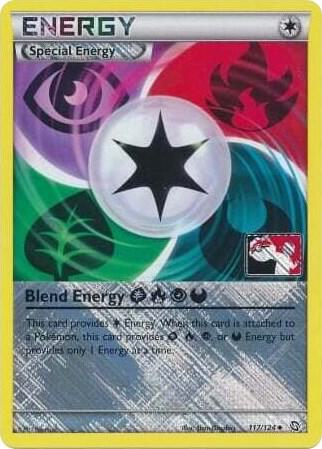 ENERGY
Special Energy
Blend Energy
This card provides Energy. When this card is attached
to a Pokémon, this card provides , , , or Energy but
provides only 1 Energy at a time.
117/124